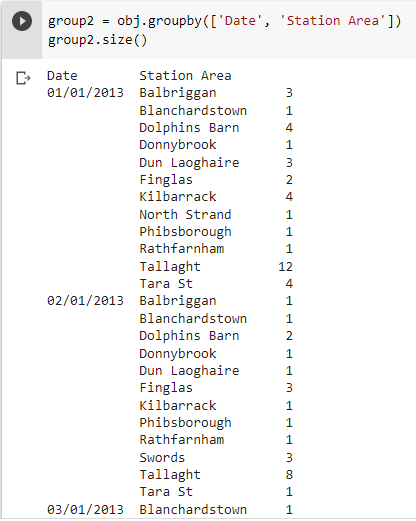 group2 = obj.groupby(['Date', 'Station Area'])
group2.size()
Date Station Area
01/01/2013 Balbriggan 3
Blanchardstown 1
Dolphins Barn 4
Donnybrook 1
Dun Laoghaire 3
Finglas 2
Kilbarrack 4
North Strand 1
Phibsborough 1
Rathfarnham 1
Tallaght 12
Tara St 4
02/01/2013 Balbriggan 1
Blanchardstown 1
Dolphins Barn 2
Donnybrook 1
Dun Laoghaire 1
Finglas 3
Kilbarrack 1
Phibsborough 1
Rathfarnham 1
Swords 3
Tallaght 8
Tara St 1
03/01/2013 Blanchardstown 1